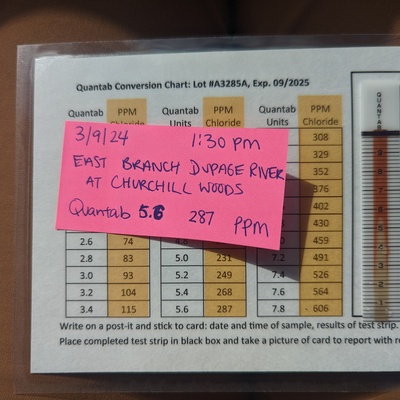 Quantab Conversion Chart: Lot #A3285A, Exp. 09/2025
Quantab PPM Quantab PPM Quantab PPM
Chloride Units Chloride Units Chloride
3/9/24 1:30 pm
EAST BRANCH DUPAGE RIVER
AT CHURCHILL WOODS
Quantab 5.6 287 PPM
308
329
352
376
402
430
459
2.6 74 231 7.2 491
2.8 83 5.0
3.0 93 5.2 249 7.4 526
3.2 104 5.4 268 7.6 564
3.4 115 5.6 287 7.8 606
Write on a post-it and stick to card: date and time of sample, results of test strip.
Place completed test strip in black box and take a picture of card to report with
QUANTAB